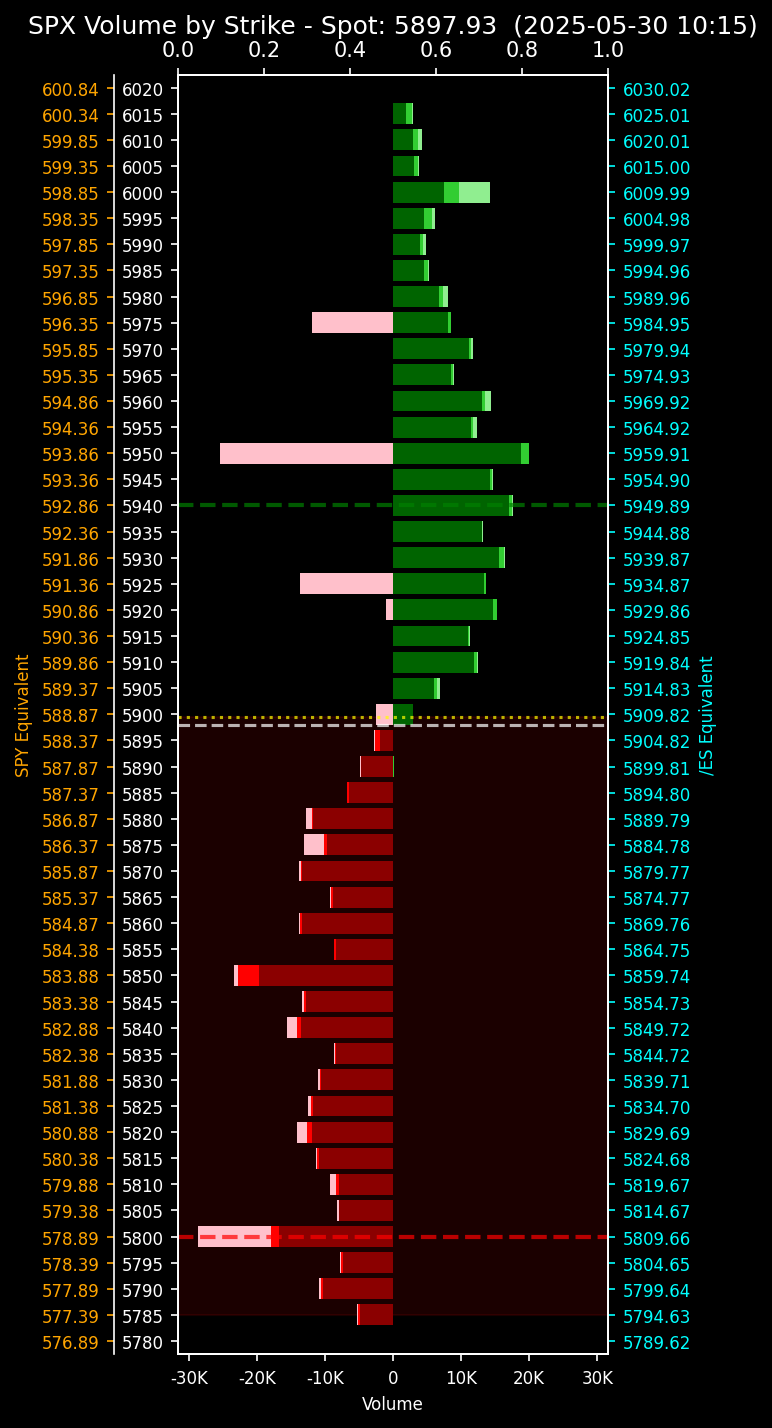 SPX Volume by Strike - Spot: 5897.93  (2025-05-30 10:15)
0.0 0.2 0.4 0.6 0.8 1.0
600.84 6020 6030.02
600.34 6015 6025.01
599.85 6010 6020.01
599.35 6005 6015.00
598.85 6000 6009.99
598.35 5995 6004.98
597.85 5990 5999.97
597.35 5985 5994.96
596.85 5980 5989.96
596.35 5975 5984.95
595.85 5970 5979.94
595.35 5965 5974.93
594.86 5960 5969.92
594.36 5955 5964.92
593.86 5950 5959.91
593.36 5945 5954.90
592.86 5940 5949.89
592.36 5935 5944.88
591.86 5930 5939.87
591.36 5925 5934.87
590.86 5920 5929.86
590.36 5915 5924.85
589.86 5910 5919.84
589.37 5905 5914.83
588.87 5900 5909.82
588.37 5895 5904.82
587.87 5890 5899.81
587.37 5885 5894.80
586.87 5880 5889.79
586.37 5875 5884.78
585.87 5870 5879.77
585.37 5865 5874.77
584.87 5860 5869.76
584.38 5855 5864.75
583.88 5850 5859.74
583.38 5845 5854.73
582.88 5840 5849.72
582.38 5835 5844.72
581.88 5830 5839.71
581.38 5825 5834.70
580.88 5820 5829.69
580.38 5815 5824.68
579.88 5810 5819.67
579.38 5805 5814.67
578.89 5800 5809.66
578.39 5795 5804.65
577.89 5790 5799.64
577.39 5785 5794.63
576.89 5780 5789.62
SPY Equivalent
/ES Equivalent
-30K -20K -10K 0 10K 20K 30K
Volume